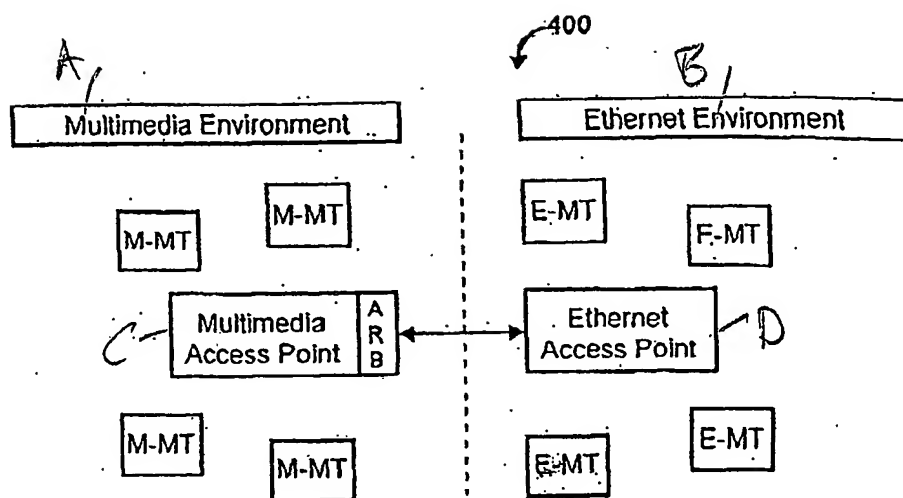 400
A B
Multimedia Environment Ethernet Environment
M-MT M-MT E-MT F-MT
C Multimedia Access Point ARB Ethernet Access Point D
M-MT M-MT E-MT E-MT